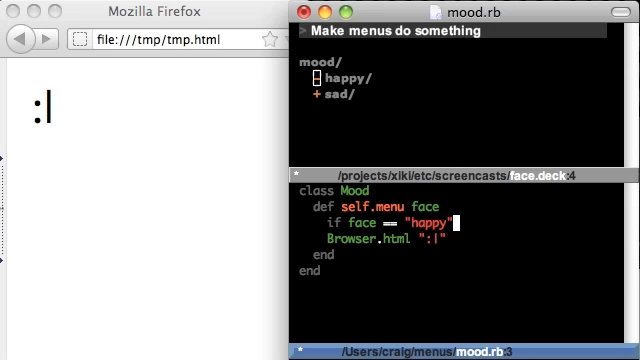 Mozilla Firefox
file:///tmp/tmp.html
:|
mood.rb
> Make menus do something
mood/
- happy/
+ sad/
* /projects/xiki/etc/screencasts/face.deck:4
class Mood
def self.menu face
if face == "happy"
Browser.html ":|"
end
end
* /Users/craig/menus/mood.rb:3